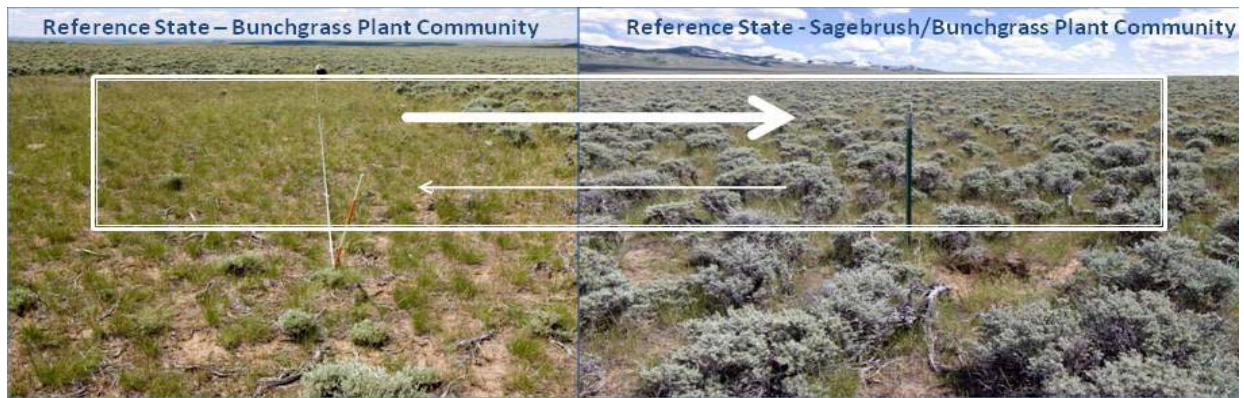 Reference State – Bunchgrass Plant Community
Reference State - Sagebrush/Bunchgrass Plant Community